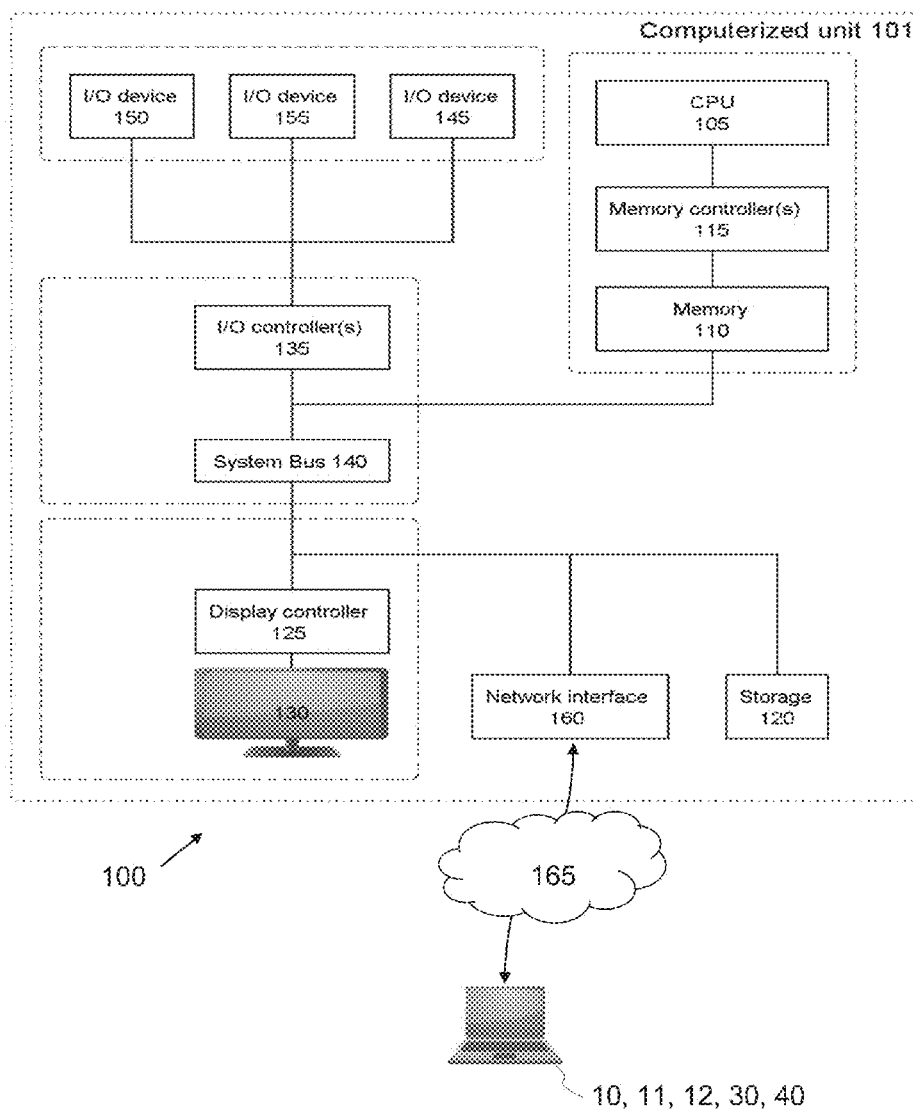 Computerized unit 101
I/O device
150
I/O device
155
I/O device
145
CPU
105
Memory controller(s)
115
Memory
110
I/O controller(s)
135
System Bus 140
Display controller
125
130
Network interface
160
Storage
120
100
165
10, 11, 12, 30, 40